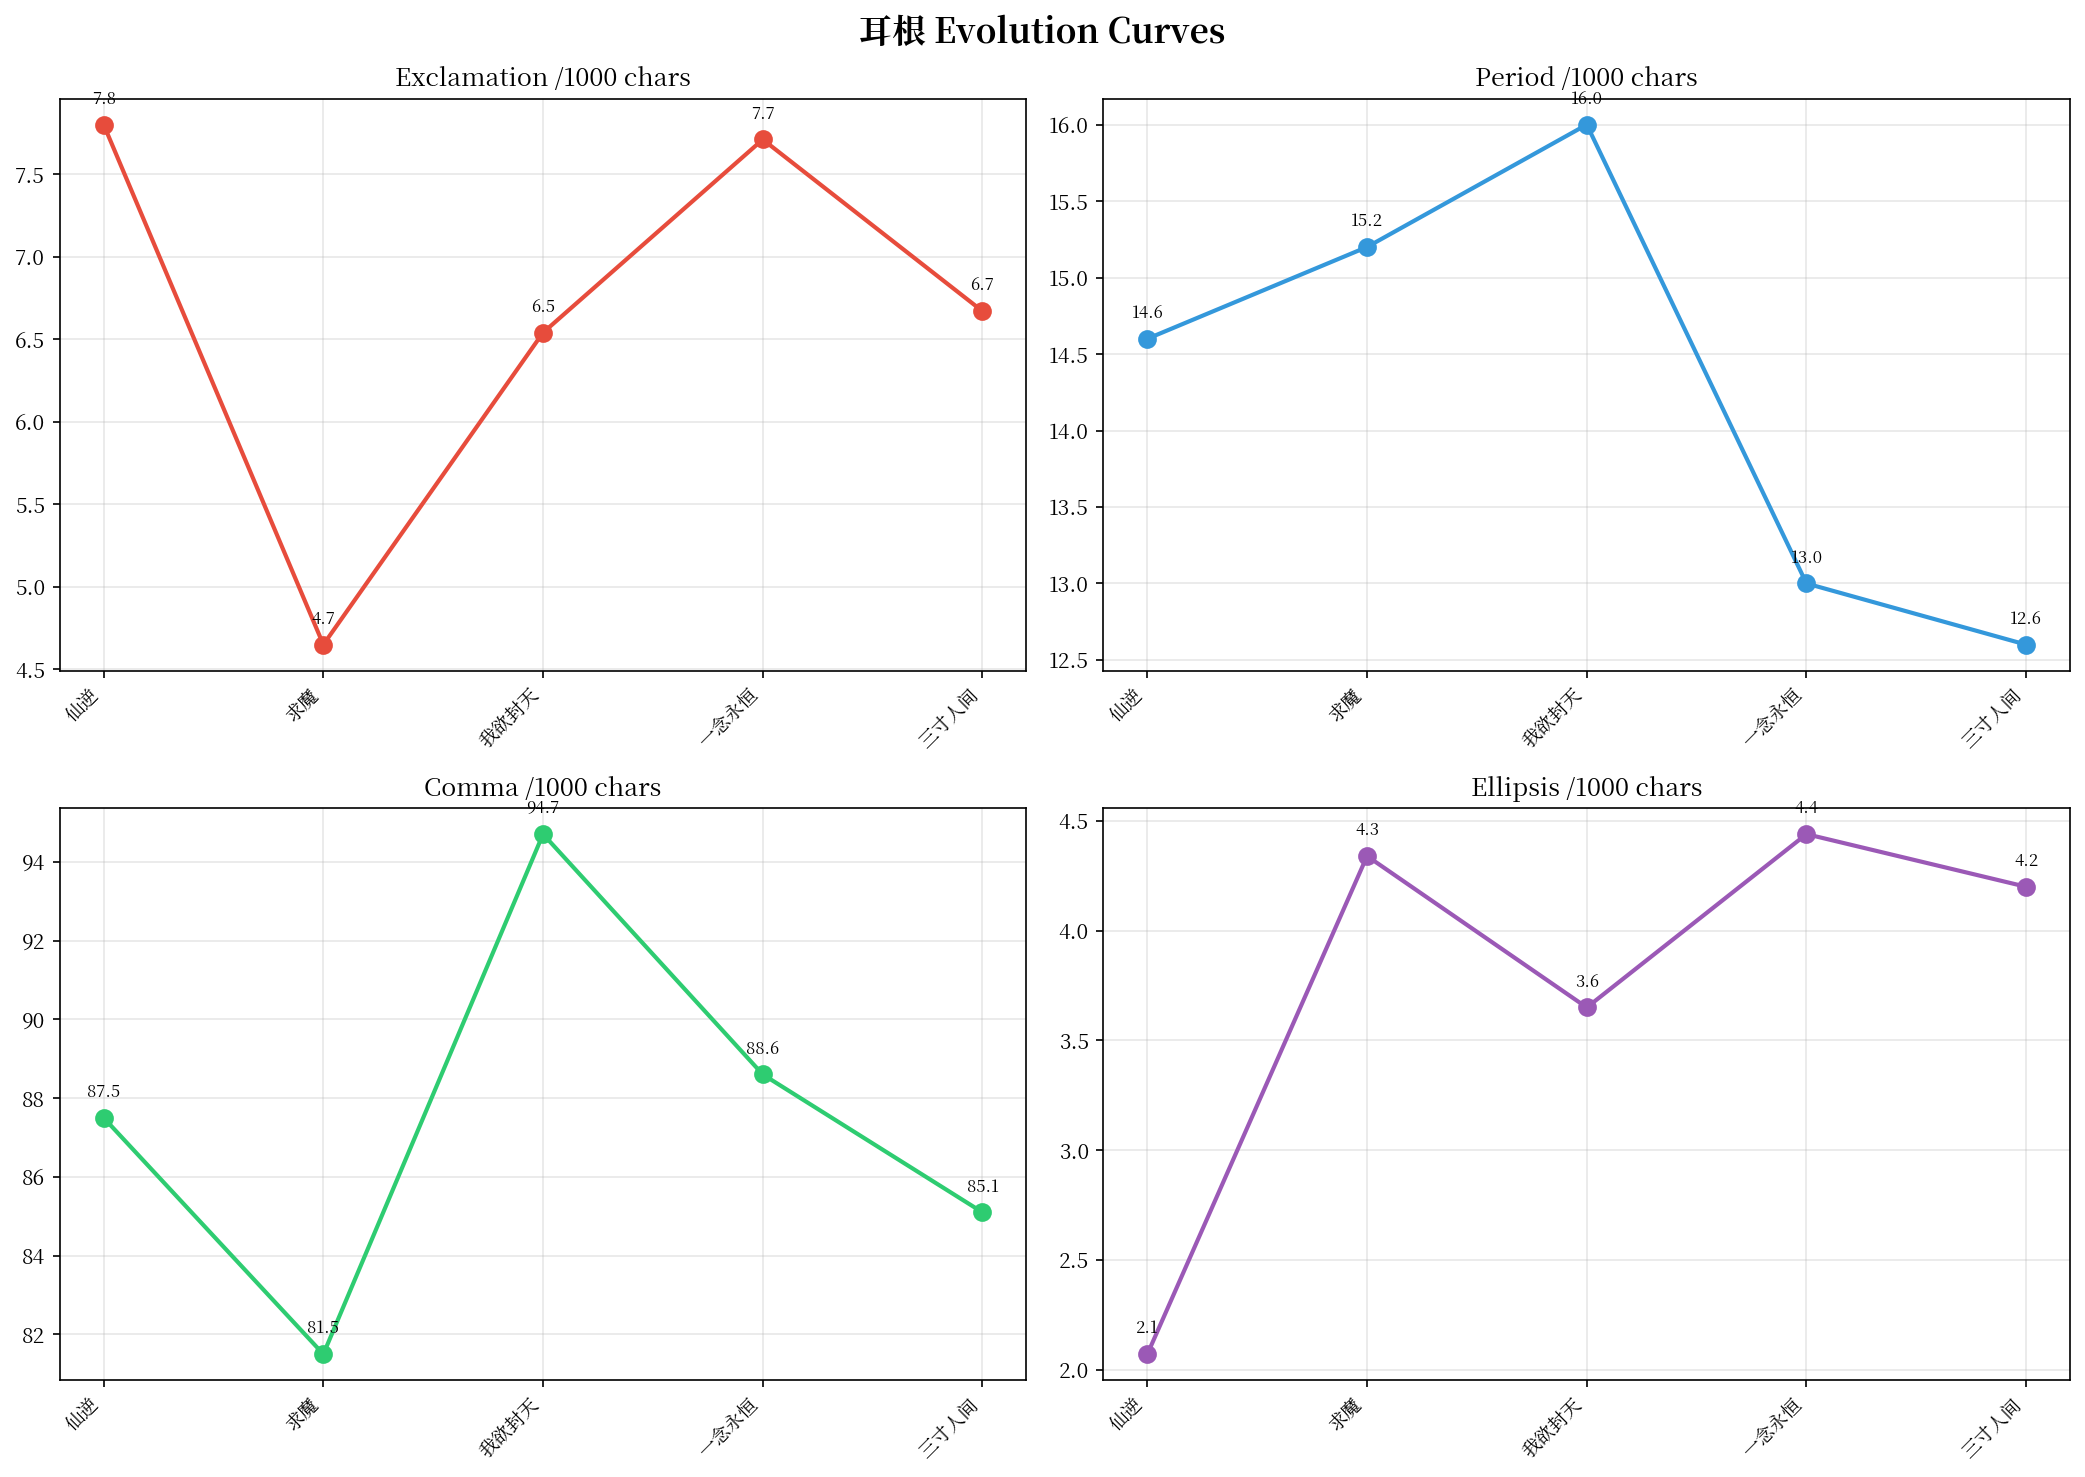 耳根 Evolution Curves
Exclamation /1000 chars
7.8
4.7
6.5
7.7
6.7
7.5
7.0
6.5
6.0
5.5
5.0
4.5
仙逆
求魔
我欲封天
一念永恒
三寸人间
Period /1000 chars
14.6
15.2
16.0
13.0
12.6
16.0
15.5
15.0
14.5
14.0
13.5
13.0
12.5
仙逆
求魔
我欲封天
一念永恒
三寸人间
Comma /1000 chars
87.5
81.5
94.7
88.6
85.1
94
92
90
88
86
84
82
仙逆
求魔
我欲封天
一念永恒
三寸人间
Ellipsis /1000 chars
2.1
4.3
3.6
4.4
4.2
4.5
4.0
3.5
3.0
2.5
2.0
仙逆
求魔
我欲封天
一念永恒
三寸人间